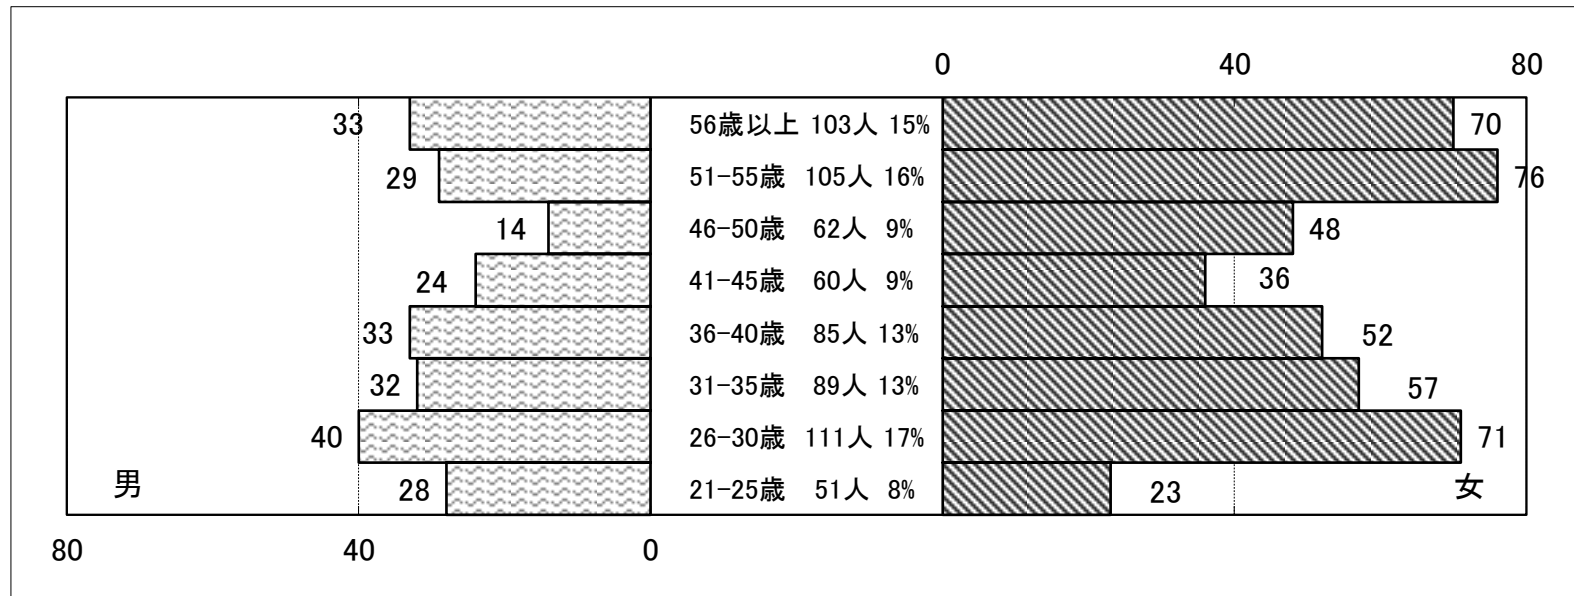 0 40 80
33 56歳以上 103人 15% 70
29 51-55歳 105人 16% 76
14 46-50歳 62人 9% 48
24 41-45歳 60人 9% 36
33 36-40歳 85人 13% 52
32 31-35歳 89人 13% 57
40 26-30歳 111人 17% 71
男 28 21-25歳 51人 8% 23 女
80 40 0